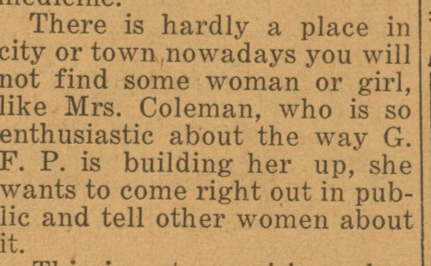 medicine.
There is hardly a place in
city or town nowadays you will
not find some woman or girl,
like Mrs. Coleman, who is so
enthusiastic about the way G.
F. P. is building her up, she
wants to come right out in pub-
lic and tell other women about
it.